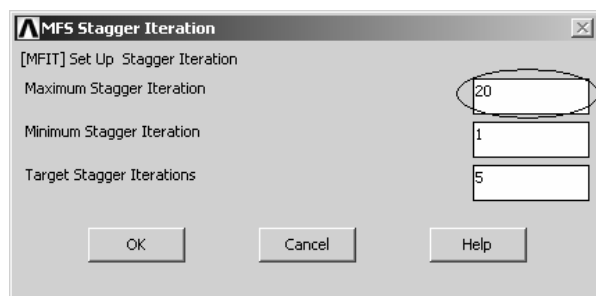 MFS Stagger Iteration
[MFIT] Set Up Stagger Iteration
Maximum Stagger Iteration 20
Minimum Stagger Iteration 1
Target Stagger Iterations 5
OK Cancel Help